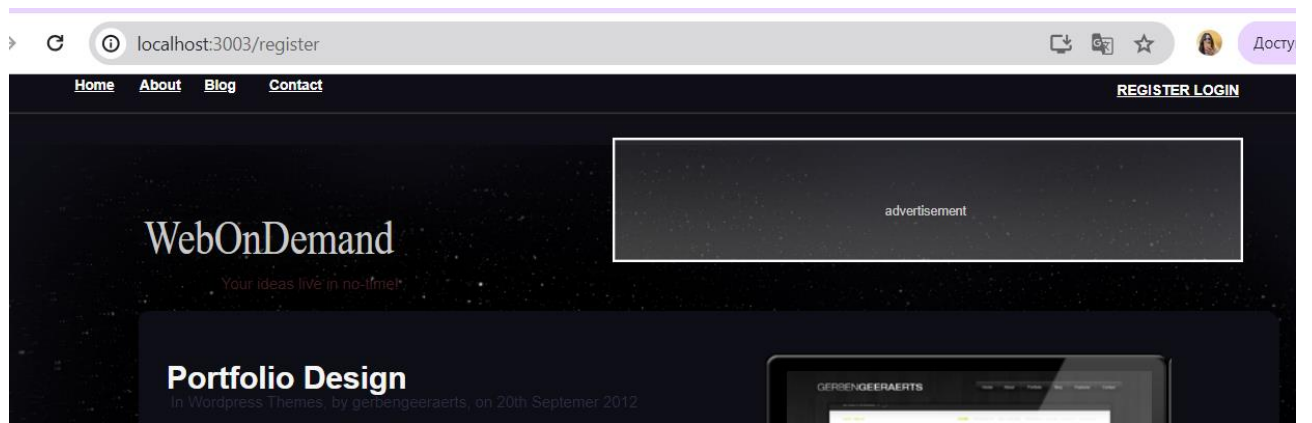 localhost:3003/register
Досту
Home About Blog Contact
REGISTER LOGIN
advertisement
WebOnDemand
Your ideas live in no-time!
Portfolio Design
In Wordpress Themes, by gerbengeeraerts, on 20th Septemer 2012
GERBENGEERAERTS